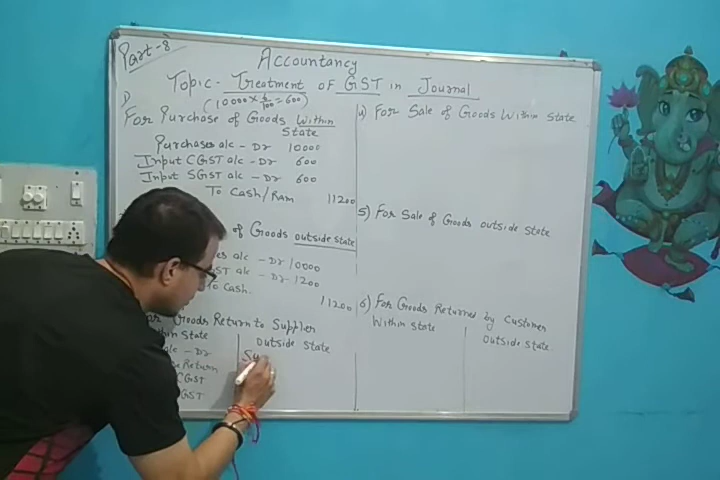 Part-8
Accountancy
Topic- Treatment of GST in Journal
1)
(10000 × 6/100 = 600)
For Purchase of Goods Within
State
Purchases a/c - Dr 10000
Input CGST a/c - Dr 600
Input SGST a/c - Dr 600
To Cash/Ram 11200
of Goods outside state
a/c - Dr 10000
a/c - Dr 1200
To Cash.
11200
Goods Return to Supplier
State
a/c - Dr
Return
CGST
GST
outside state
Su
4) For Sale of Goods Within State
5) For Sale of Goods outside state
6) For Goods Returned by Customer
Within state
outside state